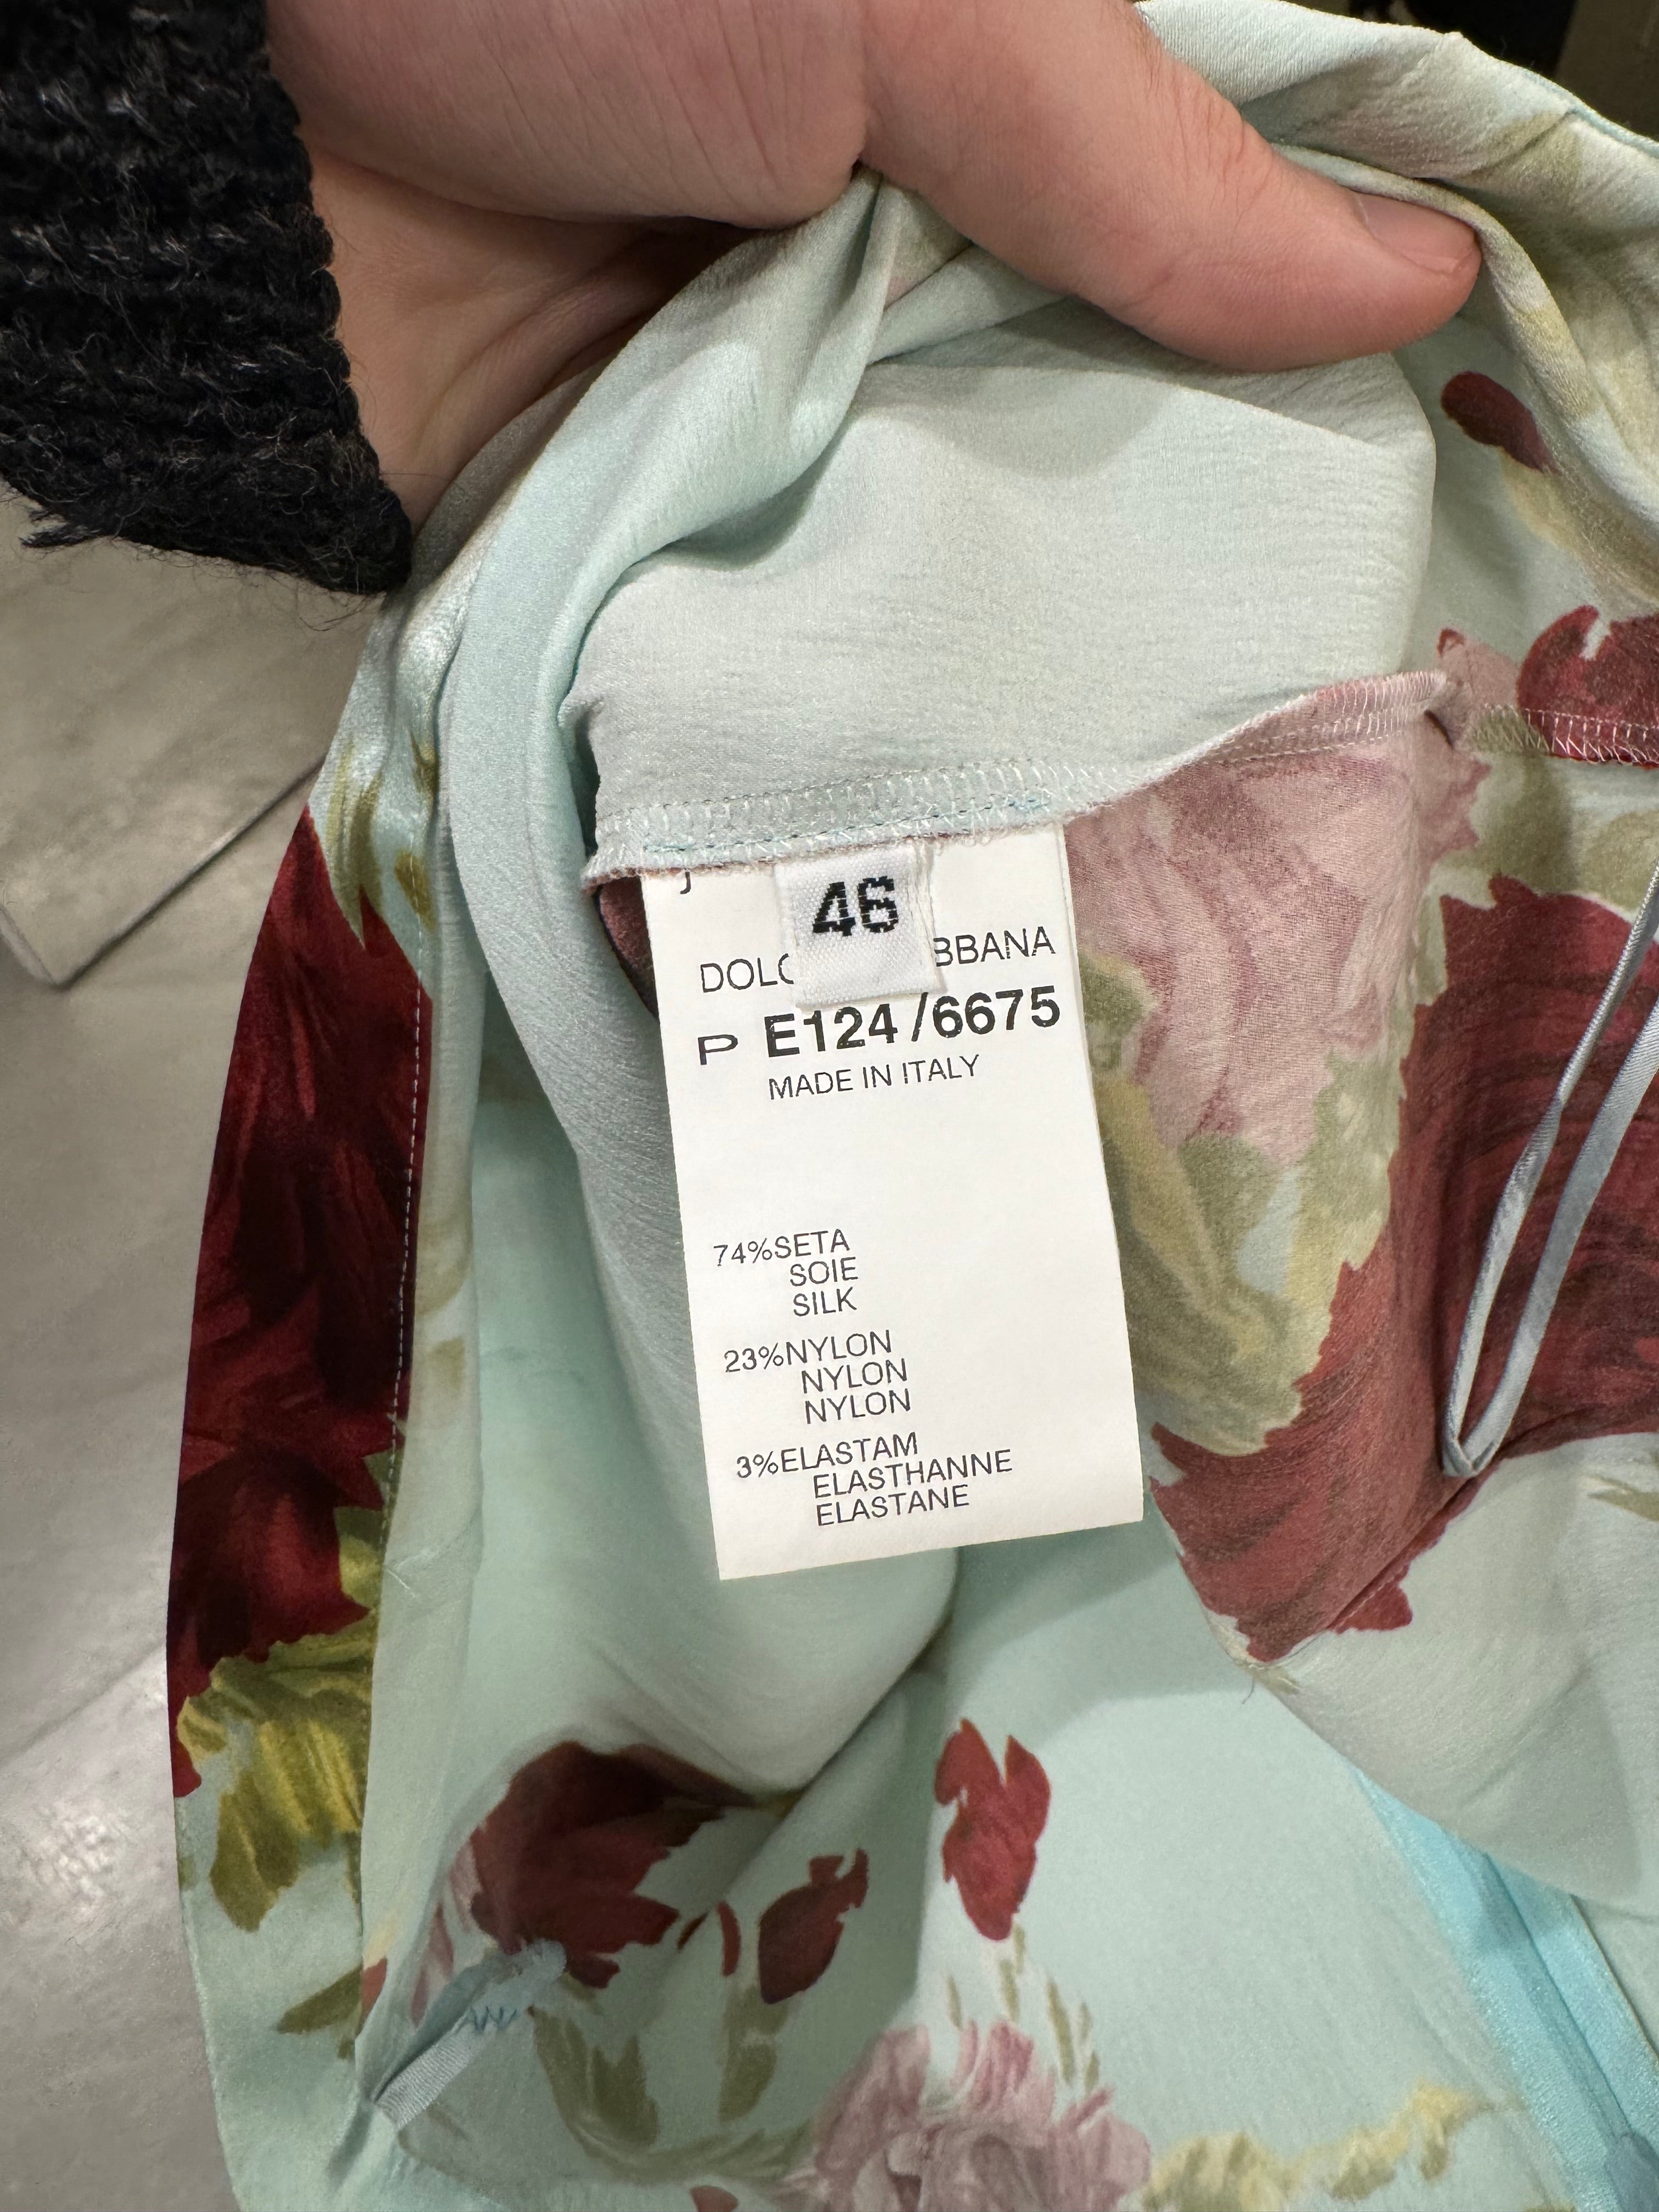 46
DOLC BBANA
P E124/6675
MADE IN ITALY
74%SETA
SOIE
SILK
23%NYLON
NYLON
NYLON
3%ELASTAM
ELASTHANNE
ELASTANE